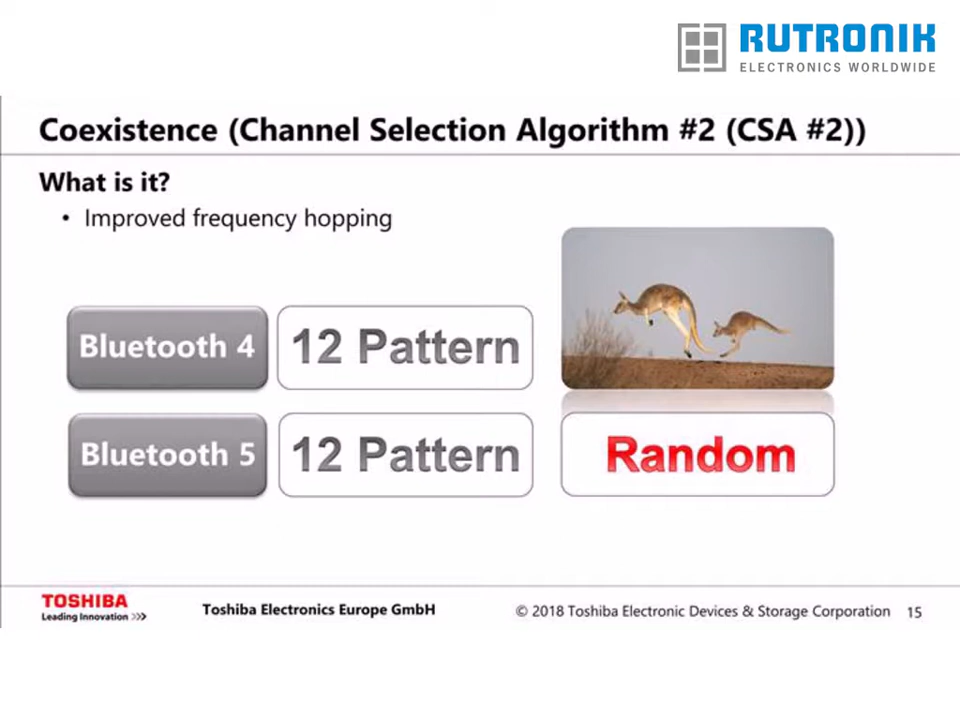 RUTRONIK
ELECTRONICS WORLDWIDE
Coexistence (Channel Selection Algorithm #2 (CSA #2))
What is it?
• Improved frequency hopping
Bluetooth 4 12 Pattern
Bluetooth 5 12 Pattern Random
TOSHIBA
Leading Innovation >>>
Toshiba Electronics Europe GmbH
© 2018 Toshiba Electronic Devices & Storage Corporation 15